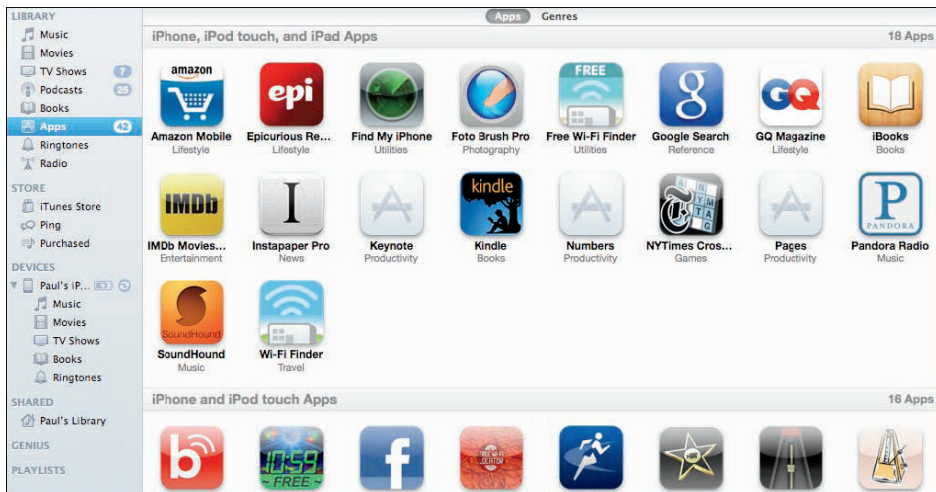 LIBRARY
Music
Movies
TV Shows 7
Podcasts 25
Books
Apps 42
Ringtones
Radio
STORE
iTunes Store
Ping
Purchased
DEVICES
Paul's iP...
Music
Movies
TV Shows
Books
Ringtones
SHARED
Paul's Library
GENIUS
PLAYLISTS
Apps Genres
iPhone, iPod touch, and iPad Apps 18 Apps
amazon epi FREE g GQ
Amazon Mobile Epicurious Re... Find My iPhone Foto Brush Pro Free Wi-Fi Finder Google Search GQ Magazine iBooks
Lifestyle Lifestyle Utilities Photography Utilities Reference Lifestyle Books
IMDb I kindle T P
PANDORA
IMDb Movies... Instapaper Pro Keynote Kindle Numbers NYTimes Cros... Pages Pandora Radio
Entertainment News Productivity Books Productivity Games Productivity Music
S
SoundHound
SoundHound Wi-Fi Finder
Music Travel
iPhone and iPod touch Apps 16 Apps
b 10:59 f
~ FREE ~